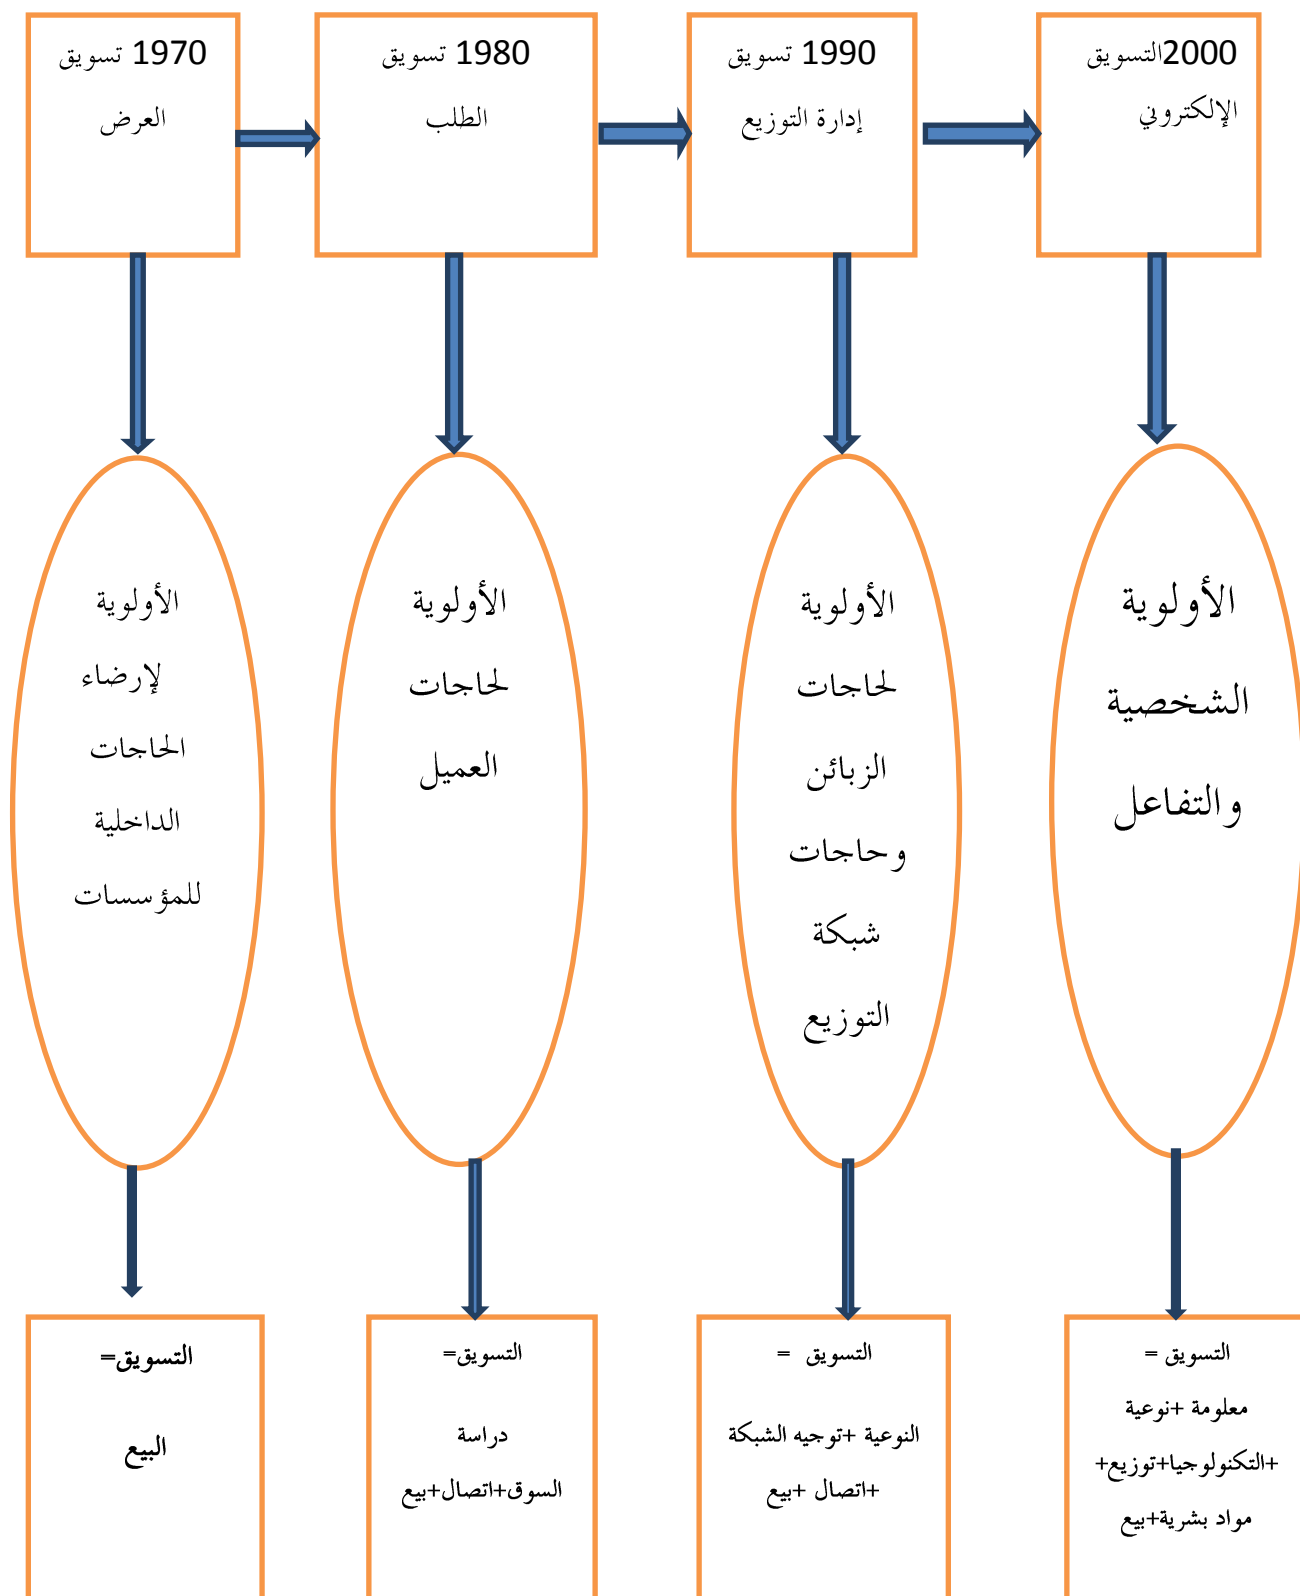 1970 تسويق
العرض
1980 تسويق
الطلب
1990 تسويق
إدارة التوزيع
2000التسويق
الإلكتروني
الأولوية
لإرضاء
الحاجات
الداخلية
للمؤسسات
الأولوية
لحاجات
العميل
الأولوية
لحاجات
الزبائن
وحاجات
شبكة
التوزيع
الأولوية
الشخصية
والتفاعل
التسويق=
البيع
التسويق=
دراسة
السوق+اتصال+بيع
التسويق =
النوعية +توجيه الشبكة
+اتصال +بيع
التسويق =
معلومة +نوعية
+التكنولوجيا+توزيع+
مواد بشرية+بيع